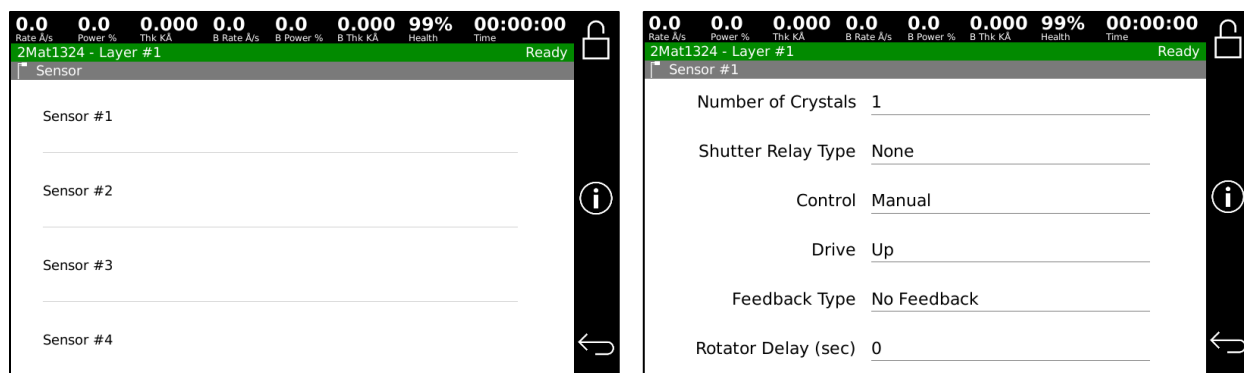 0.0 0.0 0.000 0.0 0.0 0.000 99% 00:00:00
Rate Å/s Power % Thk KÅ B Rate Å/s B Power % B Thk KÅ Health Time
2Mat1324 - Layer #1 Ready
Sensor
Sensor #1
Sensor #2
Sensor #3
Sensor #4
0.0 0.0 0.000 0.0 0.0 0.000 99% 00:00:00
Rate Å/s Power % Thk KÅ B Rate Å/s B Power % B Thk KÅ Health Time
2Mat1324 - Layer #1 Ready
Sensor #1
Number of Crystals 1
Shutter Relay Type None
Control Manual
Drive Up
Feedback Type No Feedback
Rotator Delay (sec) 0